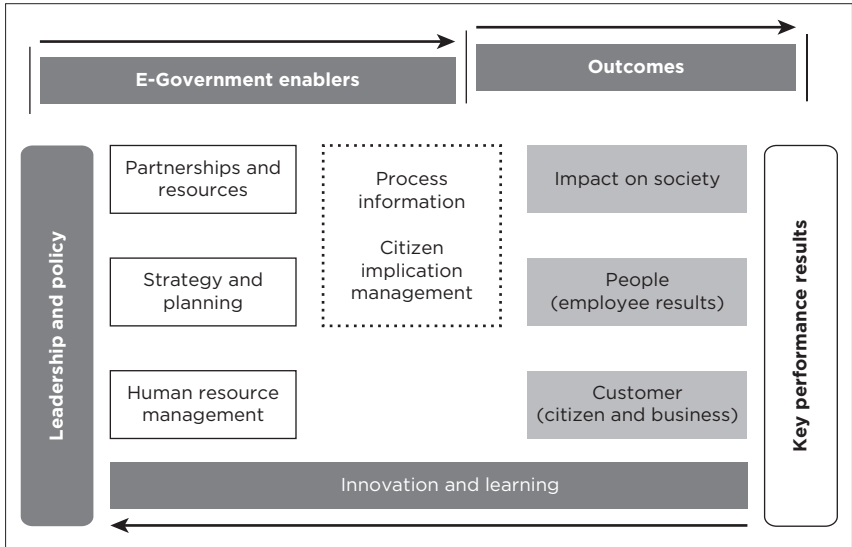 E-Government enablers
Outcomes
Leadership and policy
Partnerships and
resources
Process
information
Citizen
implication
management
Impact on society
Strategy and
planning
People
(employee results)
Human resource
management
Customer
(citizen and business)
Key performance results
Innovation and learning